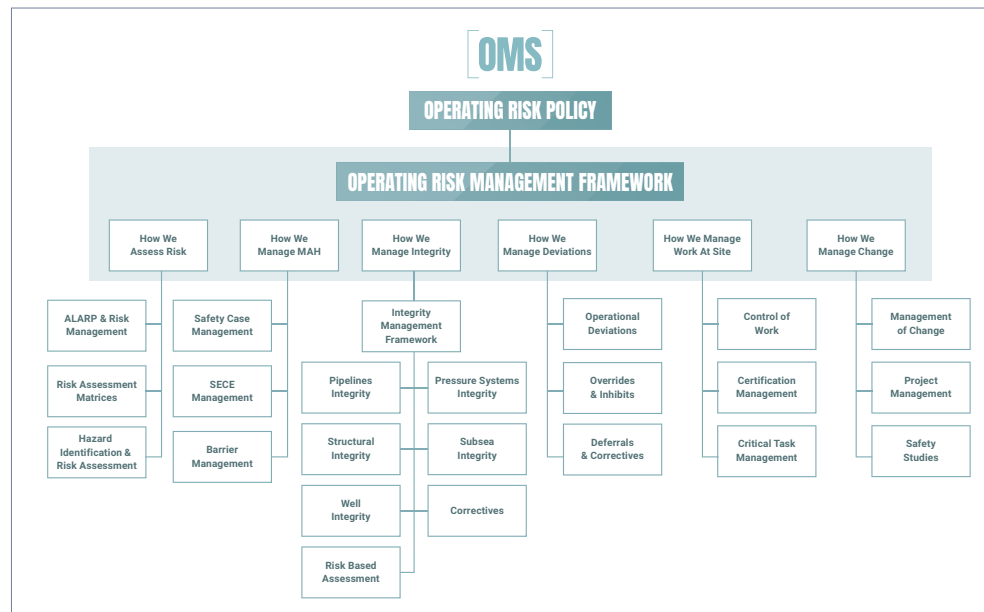 [OMS]
OPERATING RISK POLICY
OPERATING RISK MANAGEMENT FRAMEWORK
How We
Assess Risk
How We
Manage MAH
How We
Manage Integrity
How We
Manage Deviations
How We Manage
Work At Site
How We
Manage Change
ALARP & Risk
Management
Risk Assessment
Matrices
Hazard
Identification &
Risk Assessment
Safety Case
Management
SECE
Management
Barrier
Management
Integrity
Management
Framework
Pipelines
Integrity
Pressure Systems
Integrity
Structural
Integrity
Subsea
Integrity
Well
Integrity
Correctives
Risk Based
Assessment
Operational
Deviations
Overrides
& Inhibits
Deferrals
& Correctives
Control of
Work
Certification
Management
Critical Task
Management
Management
of Change
Project
Management
Safety
Studies